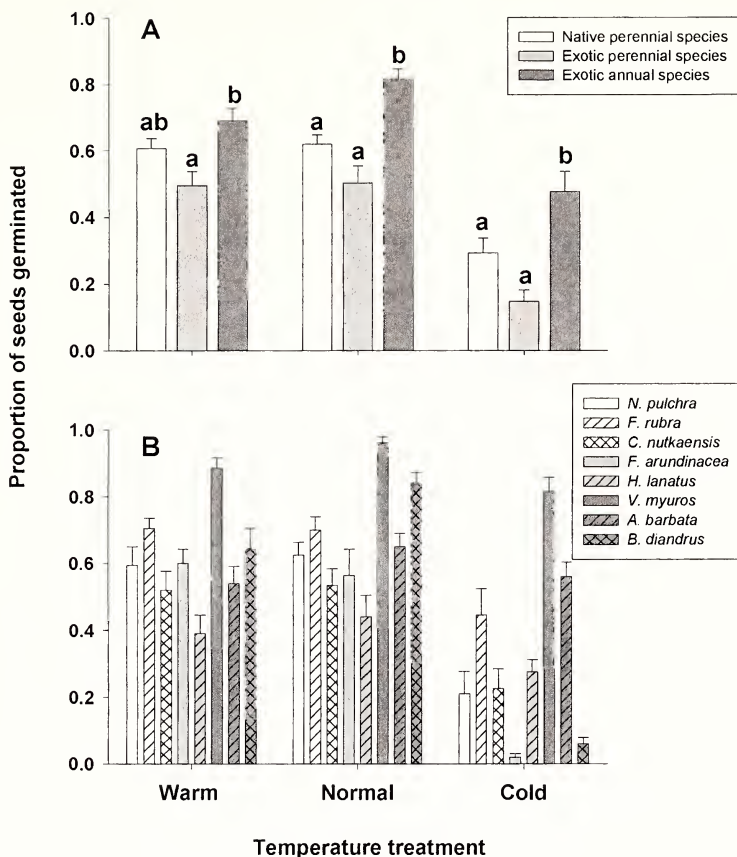 A
Native perennial species
Exotic perennial species
Exotic annual species
1.0
0.8
0.6
0.4
0.2
0.0
ab
a
b
a
a
b
a
a
b
Proportion of seeds germinated
B
N. pulchra
F. rubra
C. nutkaensis
F. arundinacea
H. lanatus
V. myuros
A. barbata
B. diandrus
1.0
0.8
0.6
0.4
0.2
0.0
Warm
Normal
Cold
Temperature treatment